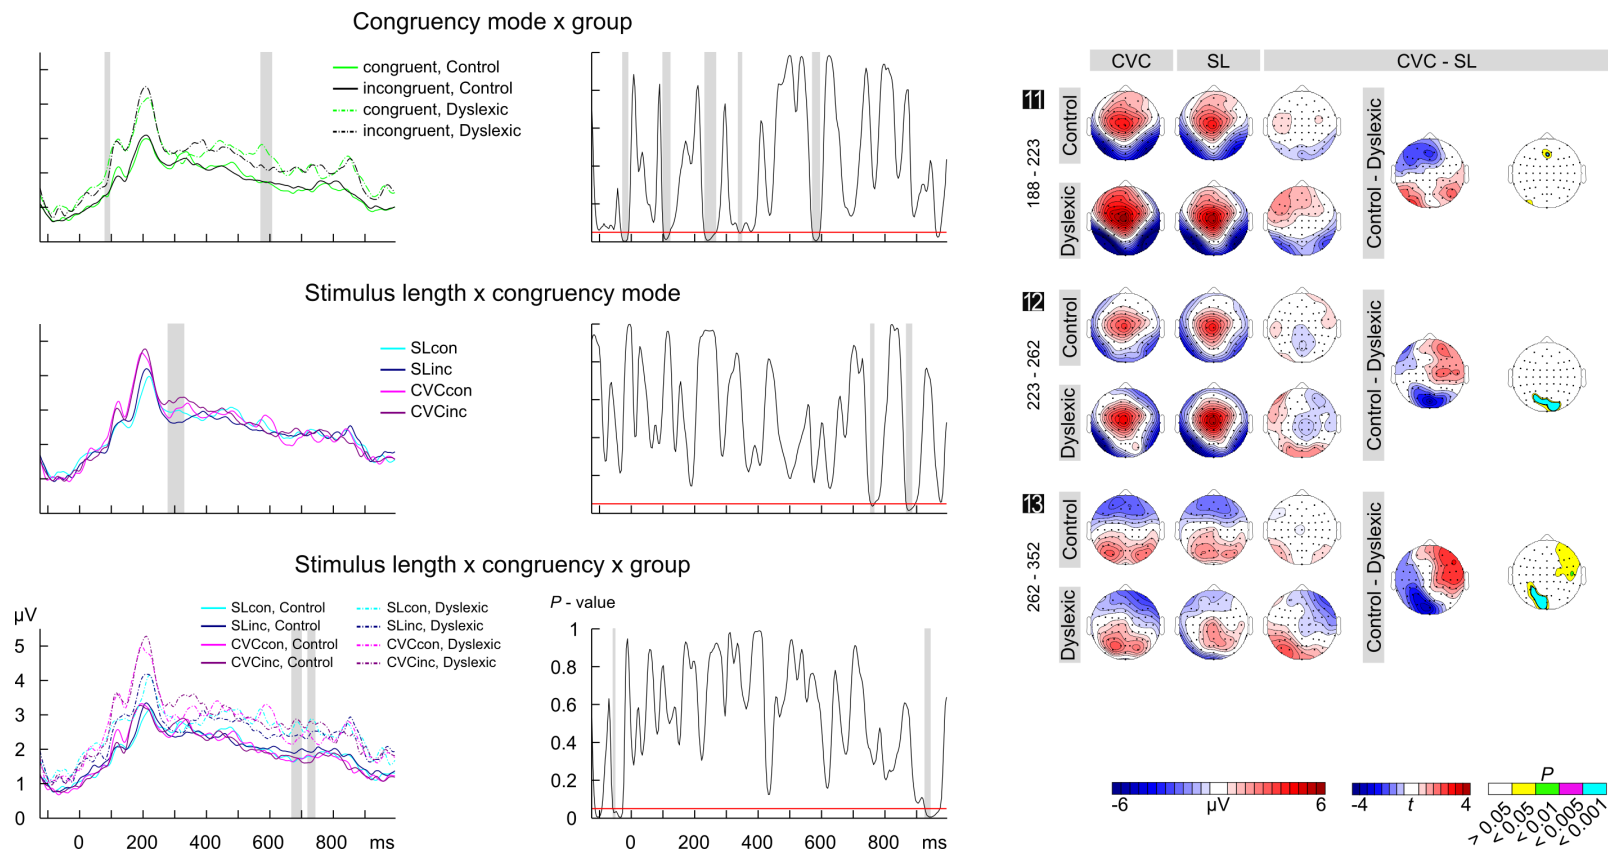 Congruency mode x group
congruent, Control
incongruent, Control
congruent, Dyslexic
incongruent, Dyslexic
Stimulus length x congruency mode
SLcon
SLinc
CVCcon
CVCinc
Stimulus length x congruency x group
µV
SLcon, Control
SLinc, Control
CVCcon, Control
CVCinc, Control
SLcon, Dyslexic
SLinc, Dyslexic
CVCcon, Dyslexic
CVCinc, Dyslexic
5
4
3
2
1
0
0 200 400 600 800 ms
P - value
1
0.8
0.6
0.4
0.2
0
0 200 400 600 800 ms
CVC SL CVC - SL
11
188 - 223
Control
Dyslexic
Control - Dyslexic
12
223 - 262
Control
Dyslexic
Control - Dyslexic
13
262 - 352
Control
Dyslexic
Control - Dyslexic
-6 µV 6
-4 t 4
P
> 0.05
< 0.05
< 0.01
< 0.005
< 0.001